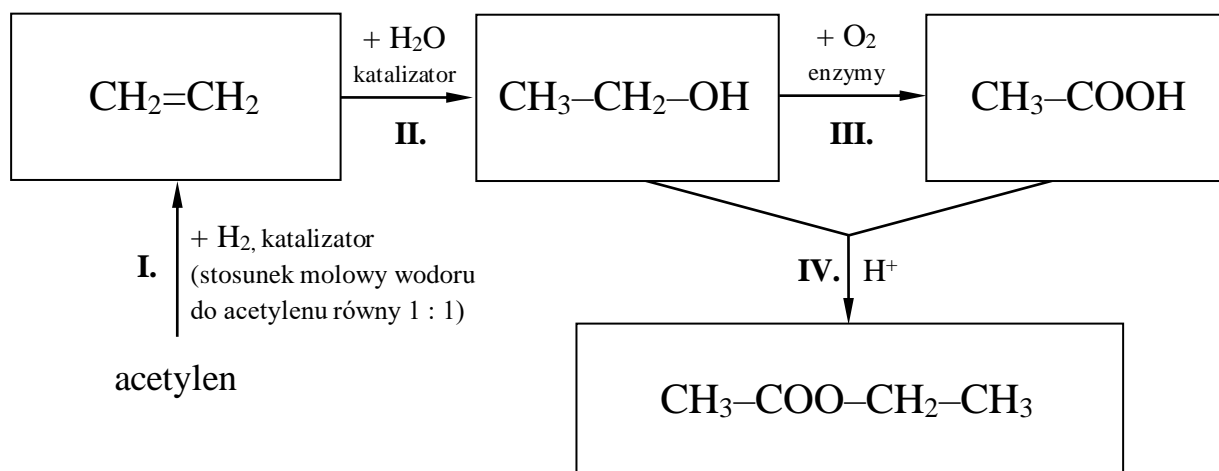 CH₂=CH₂
+ H₂O
katalizator
II.
CH₃–CH₂–OH
+ O₂
enzymy
III.
CH₃–COOH
I.
+ H₂, katalizator
(stosunek molowy wodoru
do acetylenu równy 1 : 1)
acetylen
IV.
H⁺
CH₃–COO–CH₂–CH₃